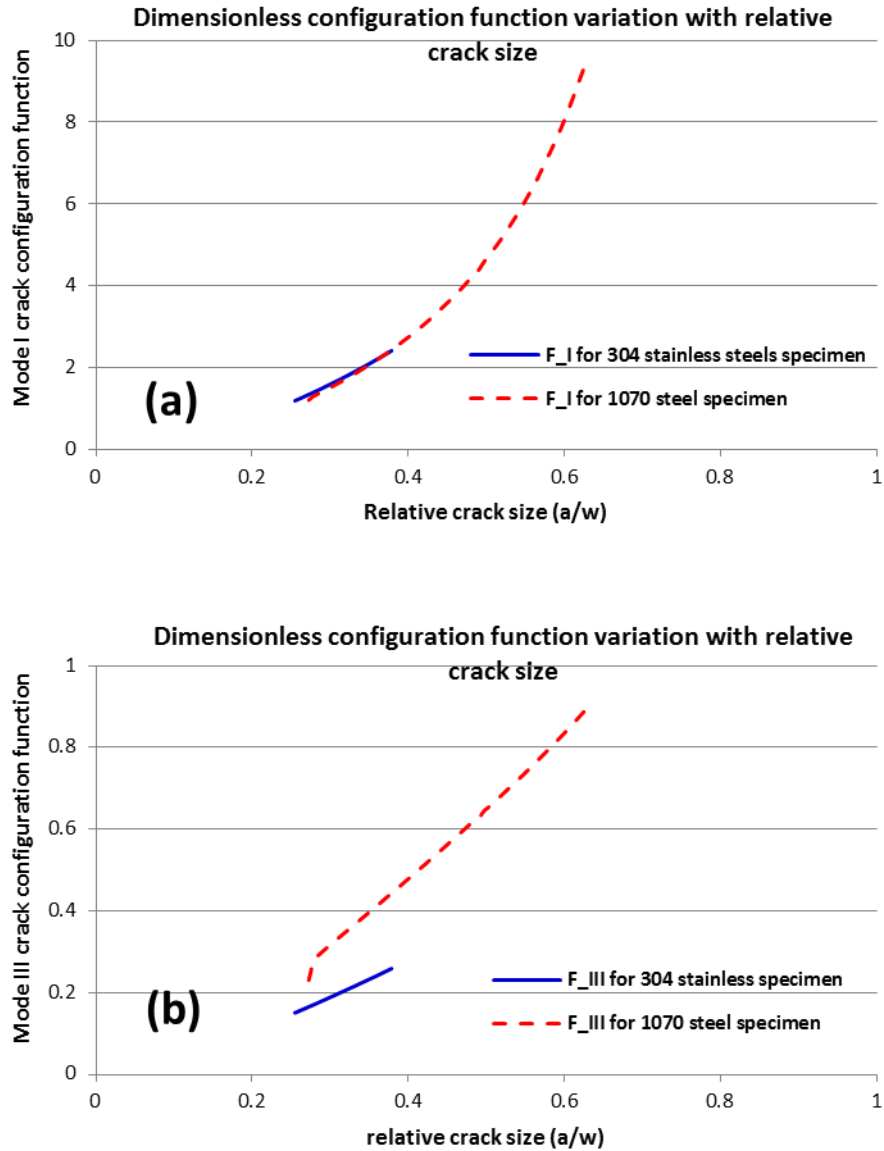 Dimensionless configuration function variation with relative
crack size
Mode I crack configuration function
10
8
6
4
2
0
0
0.2
0.4
0.6
0.8
1
F_I for 304 stainless steels specimen
F_I for 1070 steel specimen
(a)
Relative crack size (a/w)
Dimensionless configuration function variation with relative
crack size
Mode III crack configuration function
1
0.8
0.6
0.4
0.2
0
0
0.2
0.4
0.6
0.8
1
F_III for 304 stainless specimen
F_III for 1070 steel specimen
(b)
relative crack size (a/w)